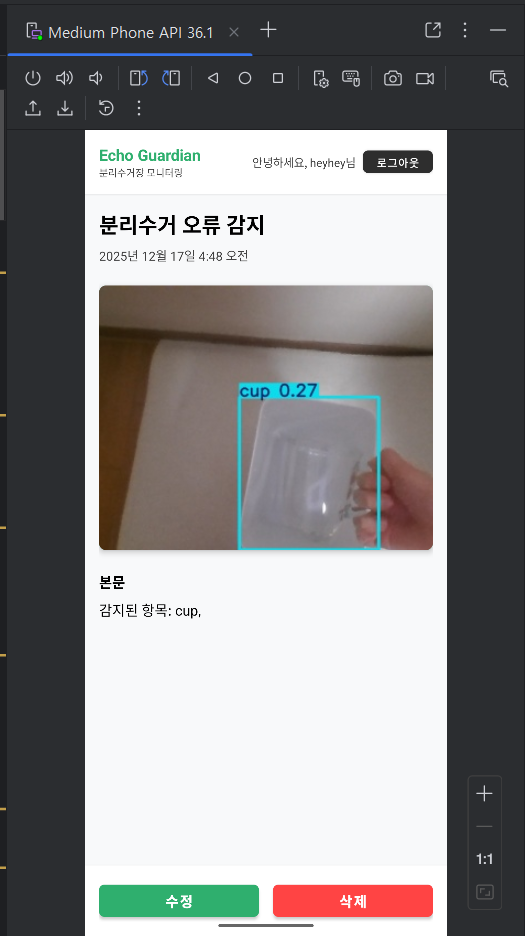 Medium Phone API 36.1
Echo Guardian
분리수거장 모니터링
안녕하세요, heyhey님
로그아웃
분리수거 오류 감지
2025년 12월 17일 4:48 오전
cup 0.27
본문
감지된 항목: cup,
1:1
수정
삭제